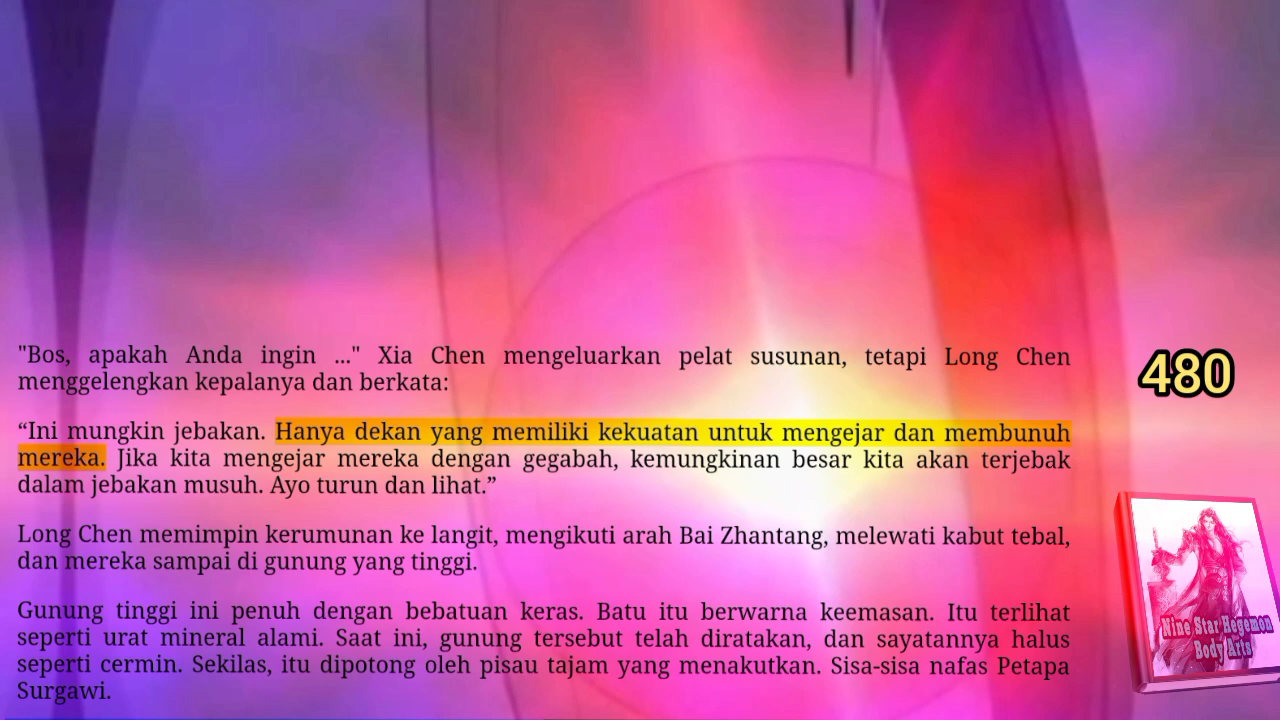 "Bos, apakah Anda ingin ..." Xia Chen mengeluarkan pelat susunan, tetapi Long Chen
menggelengkan kepalanya dan berkata:
“Ini mungkin jebakan. Hanya dekan yang memiliki kekuatan untuk mengejar dan membunuh
mereka. Jika kita mengejar mereka dengan gegabah, kemungkinan besar kita akan terjebak
dalam jebakan musuh. Ayo turun dan lihat.”
Long Chen memimpin kerumunan ke langit, mengikuti arah Bai Zhantang, melewati kabut tebal,
dan mereka sampai di gunung yang tinggi.
Gunung tinggi ini penuh dengan bebatuan keras. Batu itu berwarna keemasan. Itu terlihat
seperti urat mineral alami. Saat ini, gunung tersebut telah diratakan, dan sayatannya halus
seperti cermin. Sekilas, itu dipotong oleh pisau tajam yang menakutkan. Sisa-sisa nafas Petapa
Surgawi.
480
Nine Star Hegemon
Body Arts